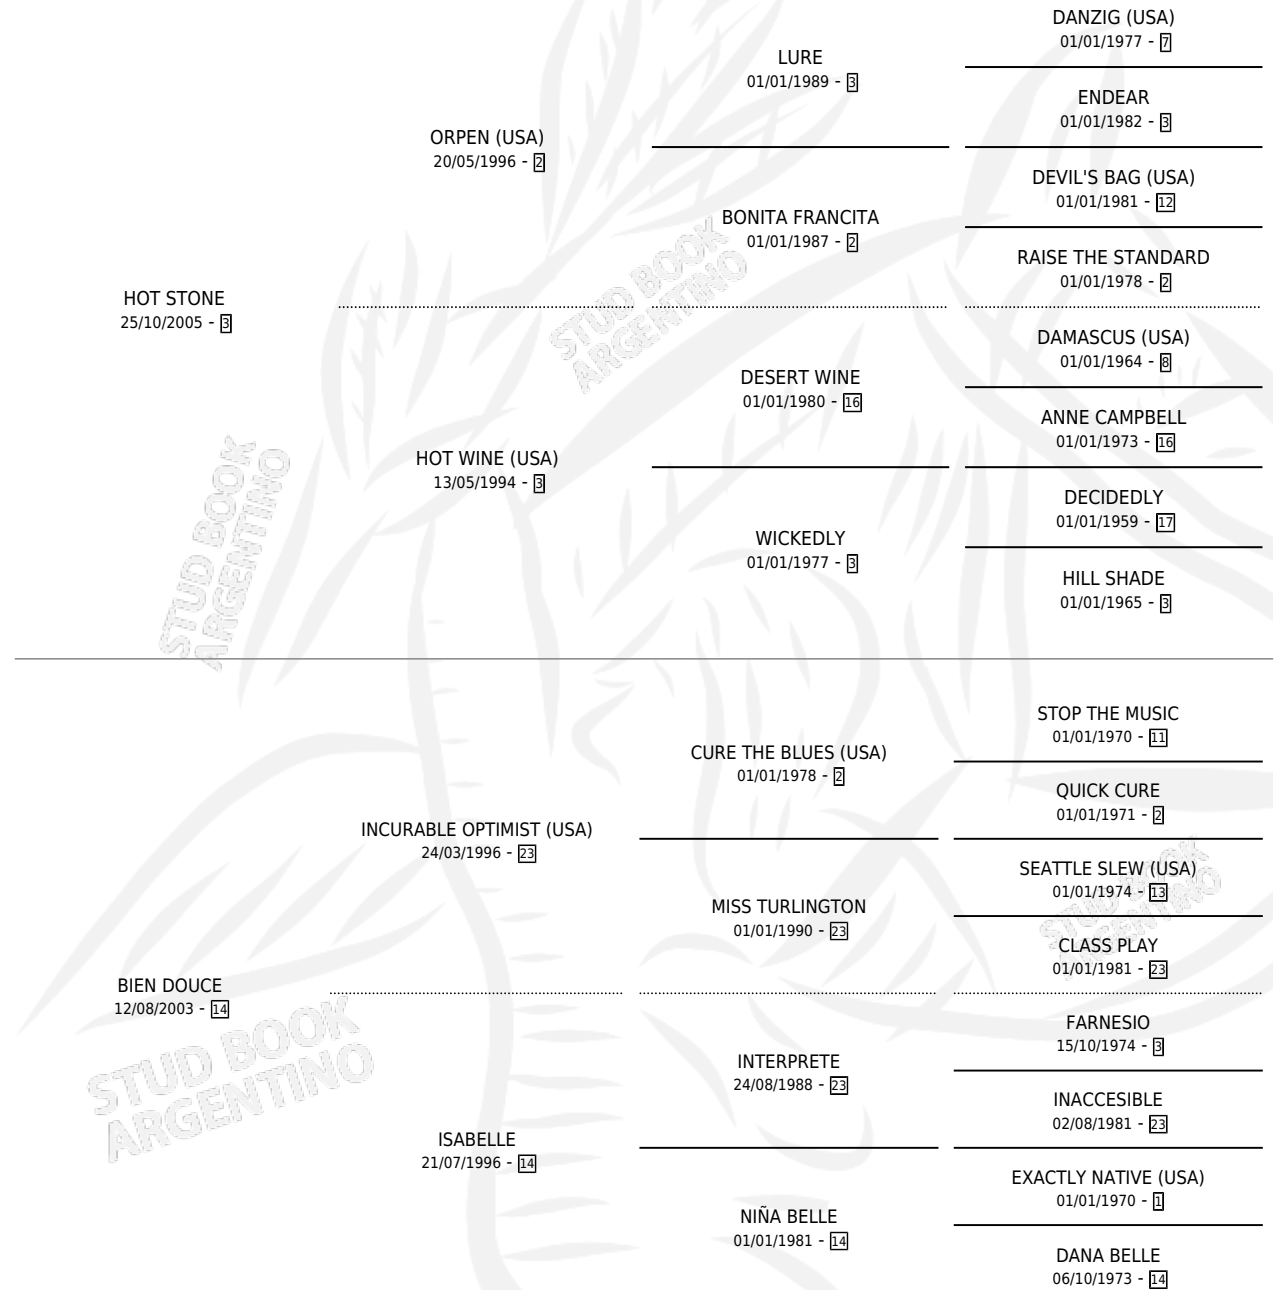 DANZIG (USA)
01/01/1977 - 7
LURE
01/01/1989 - 3
ENDEAR
01/01/1982 - 3
ORPEN (USA)
20/05/1996 - 2
DEVIL'S BAG (USA)
01/01/1981 - 12
BONITA FRANCITA
01/01/1987 - 2
RAISE THE STANDARD
01/01/1978 - 2
HOT STONE
25/10/2005 - 3
STUD BOOK
ARGENTINO
DAMASCUS (USA)
01/01/1964 - 8
DESERT WINE
01/01/1980 - 16
ANNE CAMPBELL
01/01/1973 - 16
HOT WINE (USA)
13/05/1994 - 3
DECIDEDLY
01/01/1959 - 17
WICKEDLY
01/01/1977 - 3
HILL SHADE
01/01/1965 - 3
STUD BOOK
ARGENTINO
STOP THE MUSIC
01/01/1970 - 11
CURE THE BLUES (USA)
01/01/1978 - 2
QUICK CURE
01/01/1971 - 2
INCURABLE OPTIMIST (USA)
24/03/1996 - 23
SEATTLE SLEW (USA)
01/01/1974 - 13
MISS TURLINGTON
01/01/1990 - 23
STUD BOOK
ARGENTINO
CLASS PLAY
01/01/1981 - 23
BIEN DOUCE
12/08/2003 - 14
STUD BOOK
ARGENTINO
FARNESIO
15/10/1974 - 3
INTERPRETE
24/08/1988 - 23
INACCESIBLE
02/08/1981 - 23
ISABELLE
21/07/1996 - 14
EXACTLY NATIVE (USA)
01/01/1970 - 1
NIÑA BELLE
01/01/1981 - 14
DANA BELLE
06/10/1973 - 14